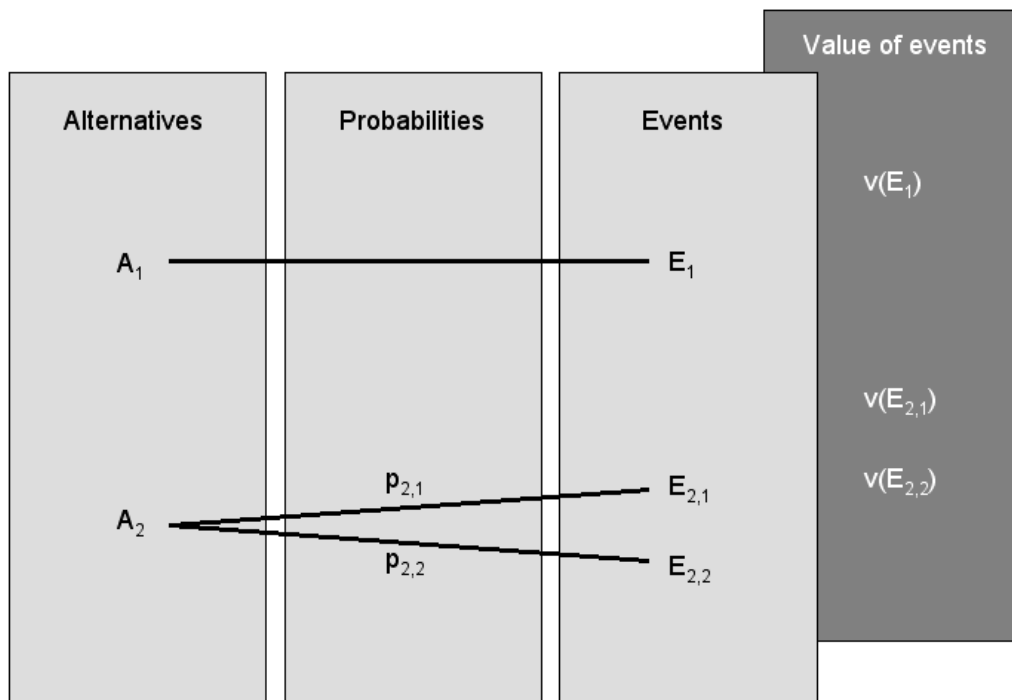 Value of events
Alternatives
Probabilities
Events
v(E₁)
A₁
E₁
v(E₂,₁)
p₂,₁
E₂,₁
v(E₂,₂)
A₂
p₂,₂
E₂,₂